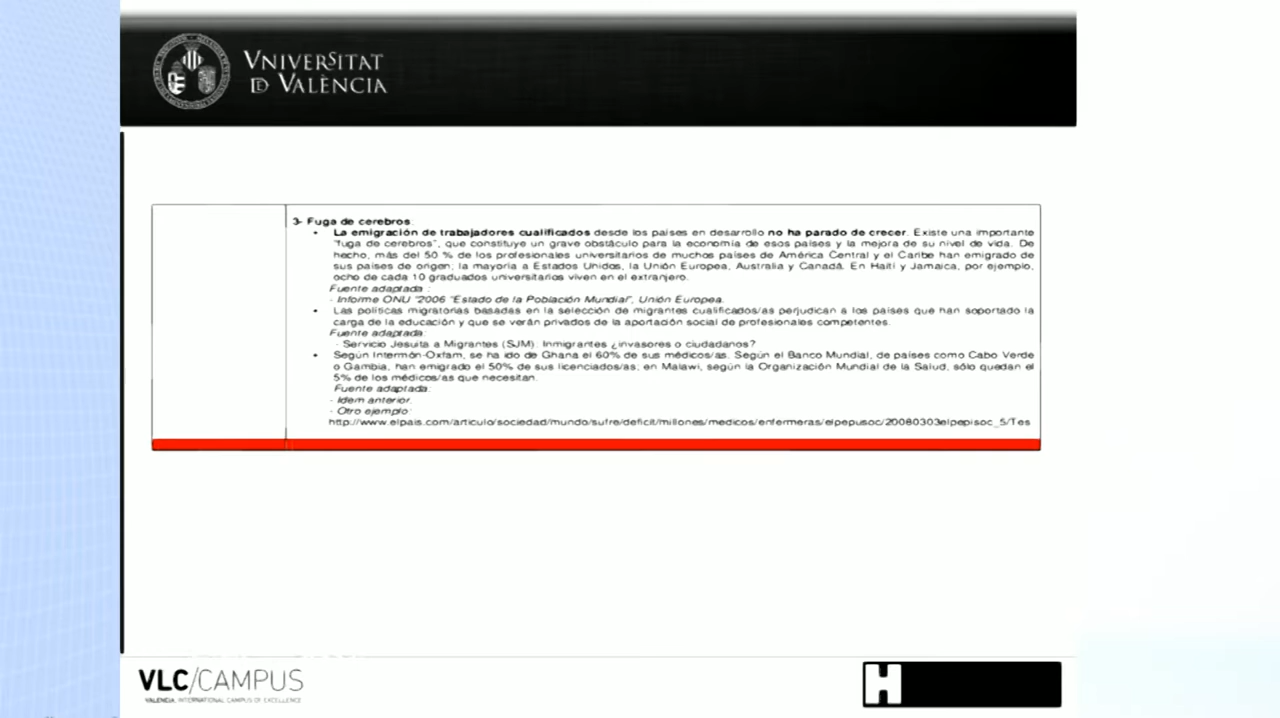 VNIVERSITAT
DE VALÈNCIA
3- Fuga de cerebros:
• La emigración de trabajadores cualificados desde los países en desarrollo no ha parado de crecer. Existe una importante
"fuga de cerebros", que constituye un grave obstáculo para la economía de esos países y la mejora de su nivel de vida. De
hecho, más del 50 % de los profesionales universitarios de muchos países de América Central y el Caribe han emigrado de
sus países de origen; la mayoría a Estados Unidos, la Unión Europea, Australia y Canadá. En Haití y Jamaica, por ejemplo,
ocho de cada 10 graduados universitarios viven en el extranjero.
Fuente adaptada :
- Informe ONU "2006 "Estado de la Población Mundial", Unión Europea.
• Las políticas migratorias basadas en la selección de migrantes cualificados/as perjudican a los países que han soportado la
carga de la educación y que se verán privados de la aportación social de profesionales competentes.
Fuente adaptada:
- Servicio Jesuita a Migrantes (SJM): Inmigrantes ¿invasores o ciudadanos?
• Según Intermón-Oxfam, se ha ido de Ghana el 60% de sus médicos/as. Según el Banco Mundial, de países como Cabo Verde
o Gambia, han emigrado el 50% de sus licenciados/as; en Malawi, según la Organización Mundial de la Salud, sólo quedan el
5% de los médicos/as que necesitan.
Fuente adaptada:
- Idem anterior.
- Otro ejemplo:
http://www.elpais.com/articulo/sociedad/mundo/sufre/deficit/millones/medicos/enfermeras/elpepusoc/20080303elpepisoc_5/Tes
VLC/CAMPUS
VALENCIA, INTERNATIONAL CAMPUS OF EXCELLENCE
H